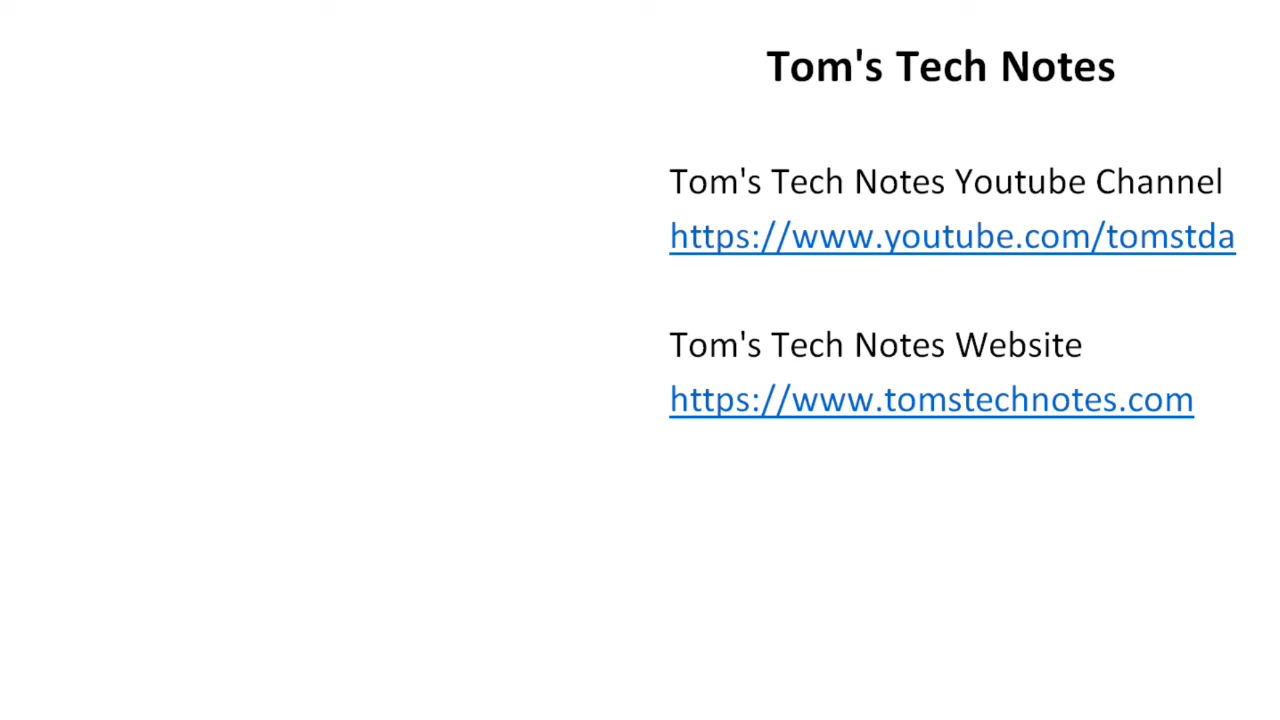 Tom's Tech Notes
Tom's Tech Notes Youtube Channel
https://www.youtube.com/tomstda
Tom's Tech Notes Website
https://www.tomstechnotes.com